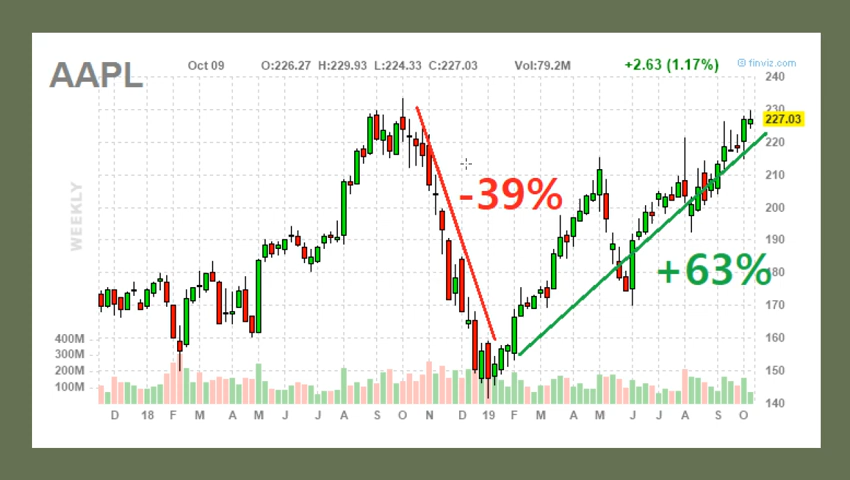 AAPL Oct 09 O:226.27 H:229.93 L:224.33 C:227.03 Vol:79.2M +2.63 (1.17%) © finviz.com
240
230
227.03
220
210
-39%
200
WEEKLY
190
+63%
180
170
400M 160
300M
200M 150
100M
140
D 18 F M A M J J A S O N D 19 F M A M J J A S O